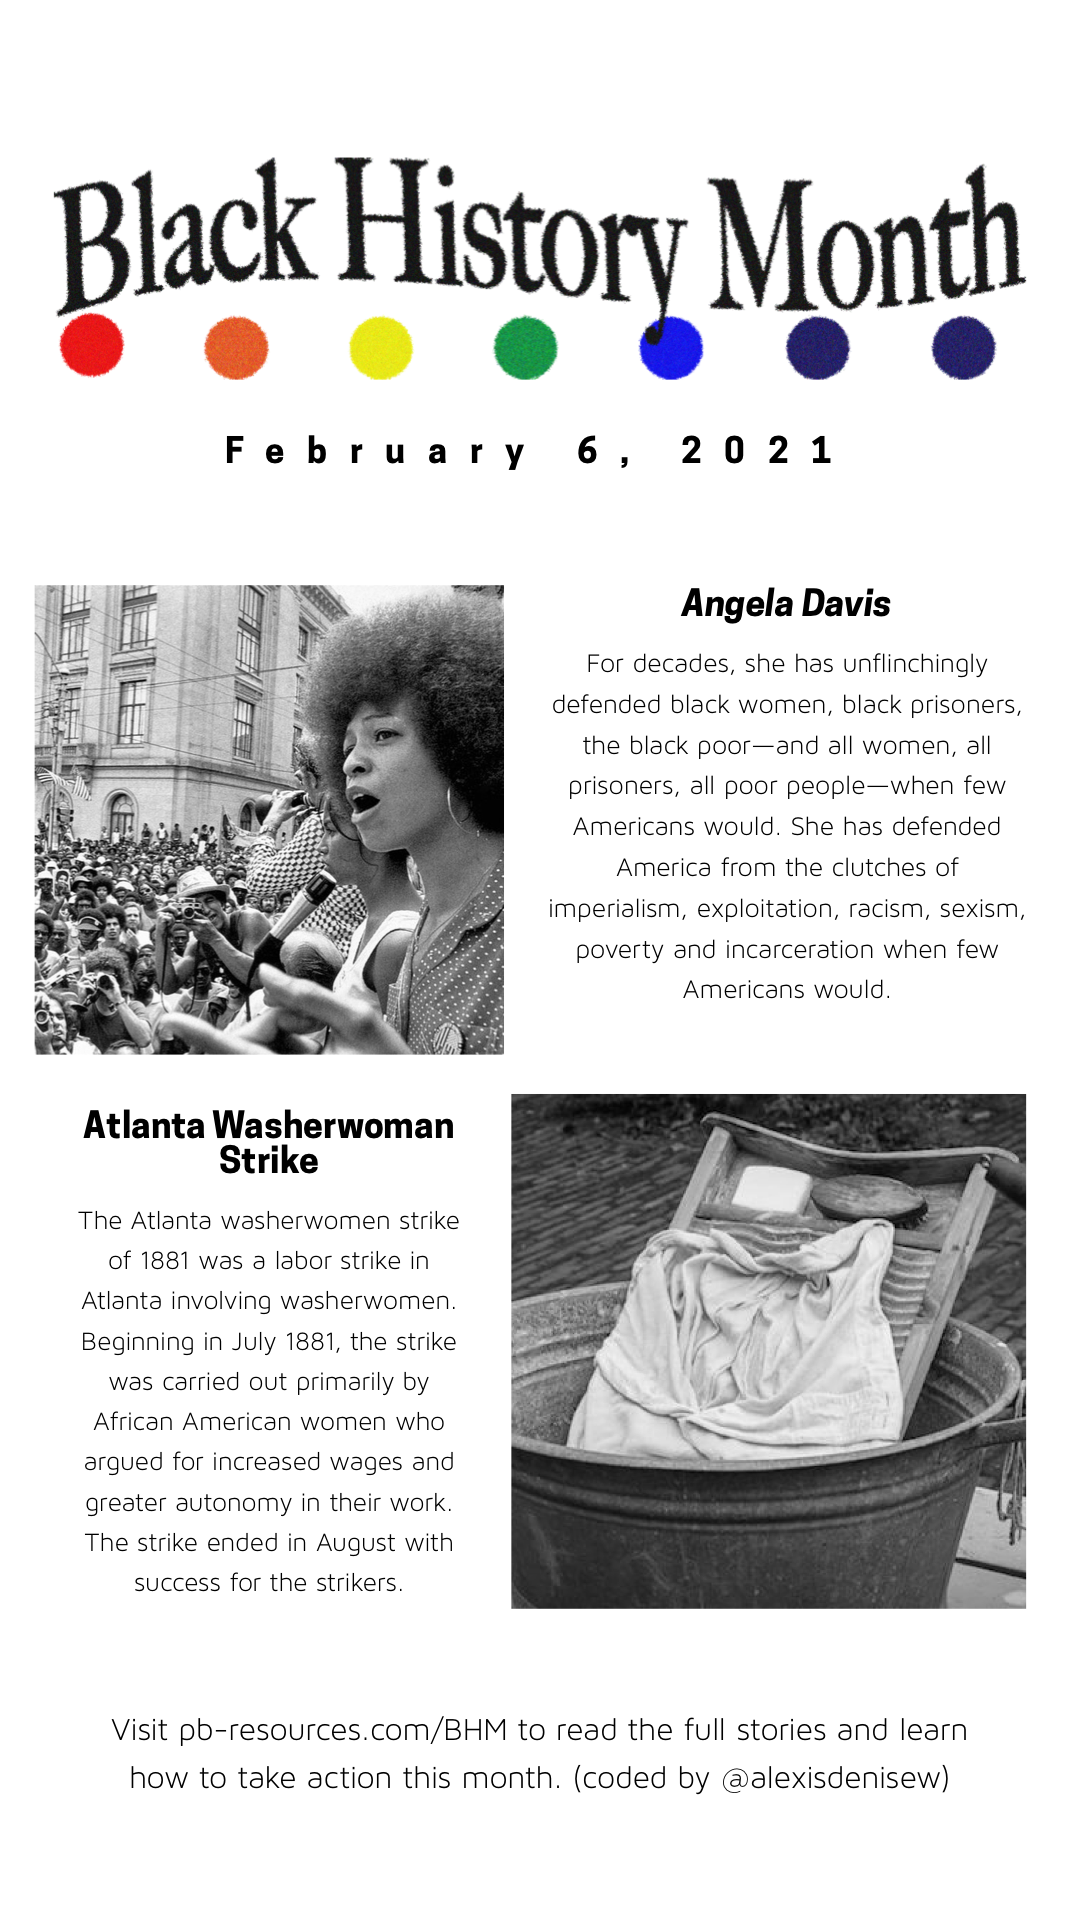 Black History Month
February 6, 2021
Angela Davis
For decades, she has unflinchingly
defended black women, black prisoners,
the black poor—and all women, all
prisoners, all poor people—when few
Americans would. She has defended
America from the clutches of
imperialism, exploitation, racism, sexism,
poverty and incarceration when few
Americans would.
Atlanta Washerwoman
Strike
The Atlanta washerwomen strike
of 1881 was a labor strike in
Atlanta involving washerwomen.
Beginning in July 1881, the strike
was carried out primarily by
African American women who
argued for increased wages and
greater autonomy in their work.
The strike ended in August with
success for the strikers.
Visit pb-resources.com/BHM to read the full stories and learn
how to take action this month. (coded by @alexisdenisew)